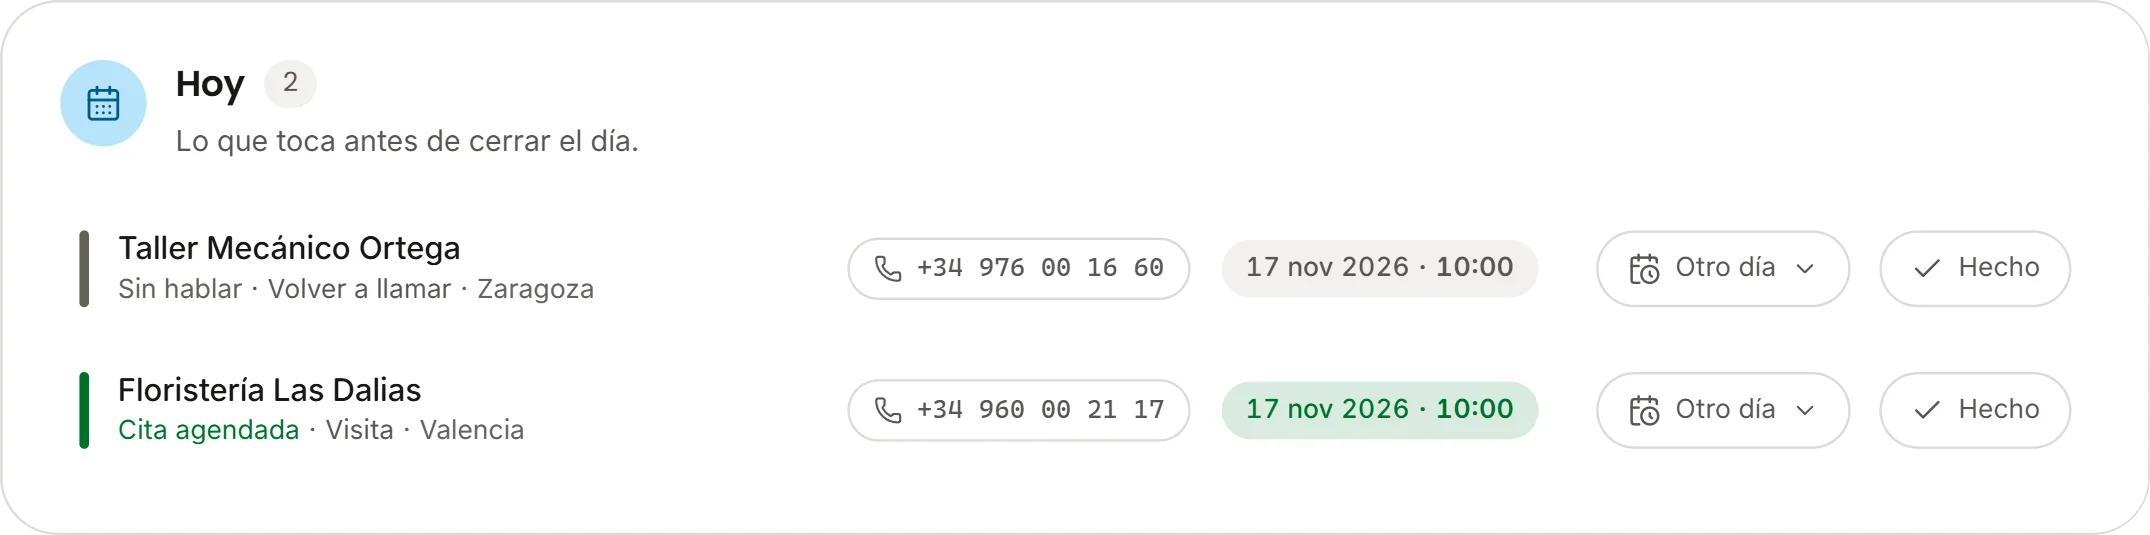 Hoy 2
Lo que toca antes de cerrar el día.
Taller Mecánico Ortega
Sin hablar · Volver a llamar · Zaragoza
+34 976 00 16 60
17 nov 2026 · 10:00
Otro día
Hecho
Floristería Las Dalias
Cita agendada · Visita · Valencia
+34 960 00 21 17
17 nov 2026 · 10:00
Otro día
Hecho